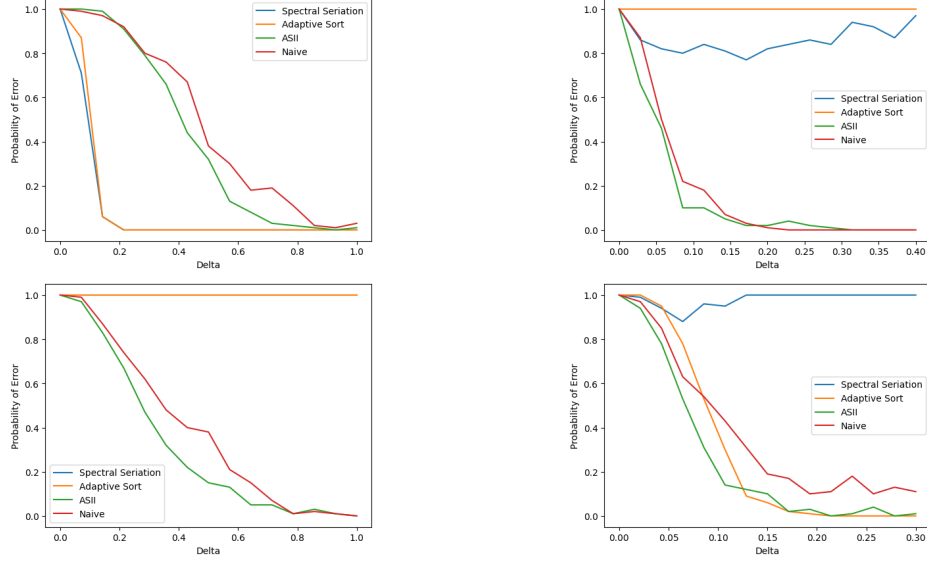 1.0
0.8
0.6
0.4
0.2
0.0
Probability of Error
0.0 0.2 0.4 0.6 0.8 1.0
Delta
Spectral Seriation
Adaptive Sort
ASII
Naive
1.0
0.8
0.6
0.4
0.2
0.0
Probability of Error
0.00 0.05 0.10 0.15 0.20 0.25 0.30 0.35 0.40
Delta
Spectral Seriation
Adaptive Sort
ASII
Naive
1.0
0.8
0.6
0.4
0.2
0.0
Probability of Error
0.0 0.2 0.4 0.6 0.8 1.0
Delta
Spectral Seriation
Adaptive Sort
ASII
Naive
1.0
0.8
0.6
0.4
0.2
0.0
Probability of Error
0.00 0.05 0.10 0.15 0.20 0.25 0.30
Delta
Spectral Seriation
Adaptive Sort
ASII
Naive